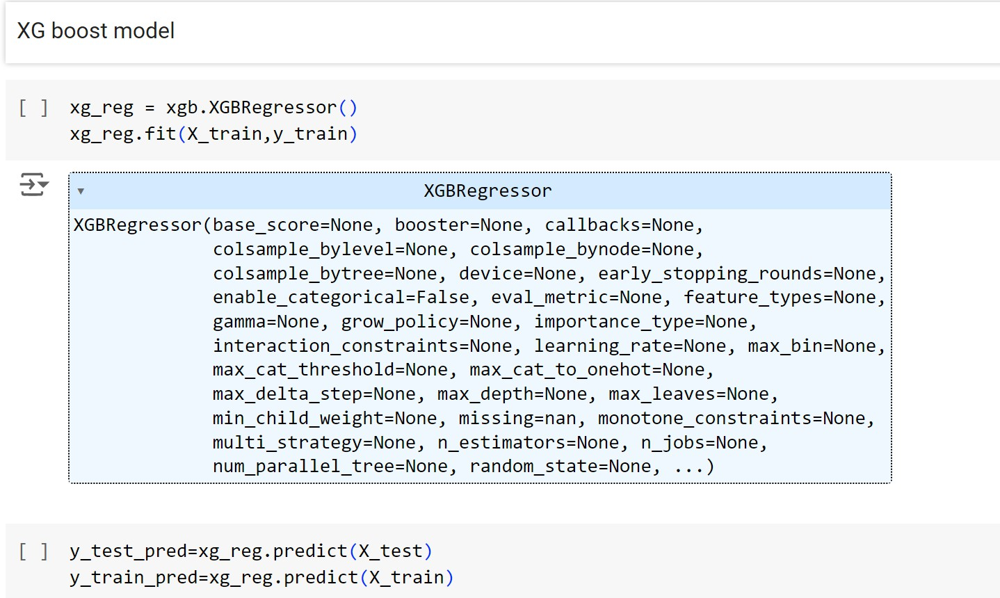 XG boost model
[ ] xg_reg = xgb.XGBRegressor()
xg_reg.fit(X_train,y_train)
▾ XGBRegressor
XGBRegressor(base_score=None, booster=None, callbacks=None,
colsample_bylevel=None, colsample_bynode=None,
colsample_bytree=None, device=None, early_stopping_rounds=None,
enable_categorical=False, eval_metric=None, feature_types=None,
gamma=None, grow_policy=None, importance_type=None,
interaction_constraints=None, learning_rate=None, max_bin=None,
max_cat_threshold=None, max_cat_to_onehot=None,
max_delta_step=None, max_depth=None, max_leaves=None,
min_child_weight=None, missing=nan, monotone_constraints=None,
multi_strategy=None, n_estimators=None, n_jobs=None,
num_parallel_tree=None, random_state=None, ...)
[ ] y_test_pred=xg_reg.predict(X_test)
y_train_pred=xg_reg.predict(X_train)